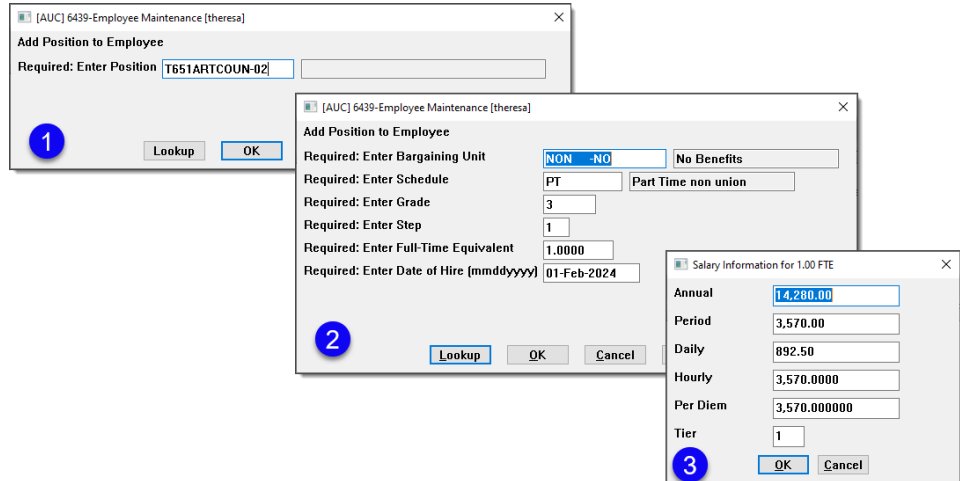 [AUC] 6439-Employee Maintenance [theresa]
Add Position to Employee
Required: Enter Position T651ARTCOUN-02
1
Lookup OK
[AUC] 6439-Employee Maintenance [theresa]
Add Position to Employee
Required: Enter Bargaining Unit NON -NO No Benefits
Required: Enter Schedule PT Part Time non union
Required: Enter Grade 3
Required: Enter Step 1
Required: Enter Full-Time Equivalent 1.0000
Required: Enter Date of Hire (mmddyyyy) 01-Feb-2024
2
Lookup OK Cancel
Salary Information for 1.00 FTE
Annual 14,280.00
Period 3,570.00
Daily 892.50
Hourly 3,570.0000
Per Diem 3,570.000000
Tier 1
3
OK Cancel